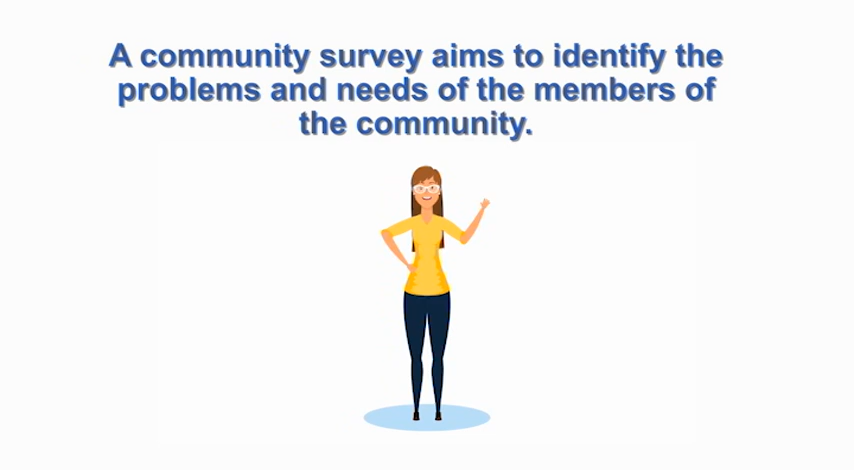 A community survey aims to identify the
problems and needs of the members of
the community.